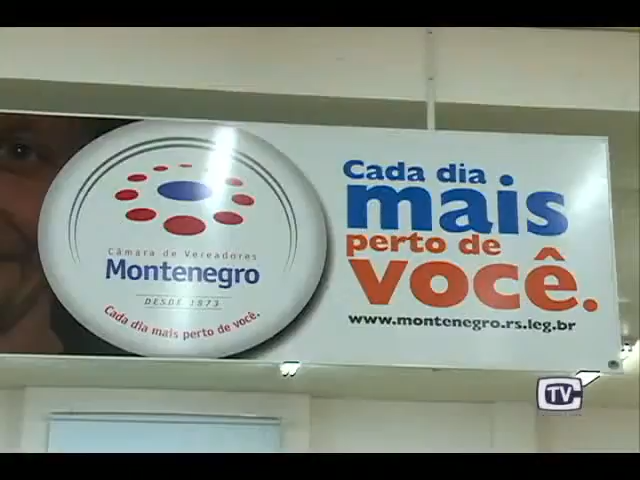 Câmara de Vereadores
Montenegro
DESDE 1873
Cada dia mais perto de você.
Cada dia
mais
perto de
VOCÊ.
www.montenegro.rs.leg.br
TV